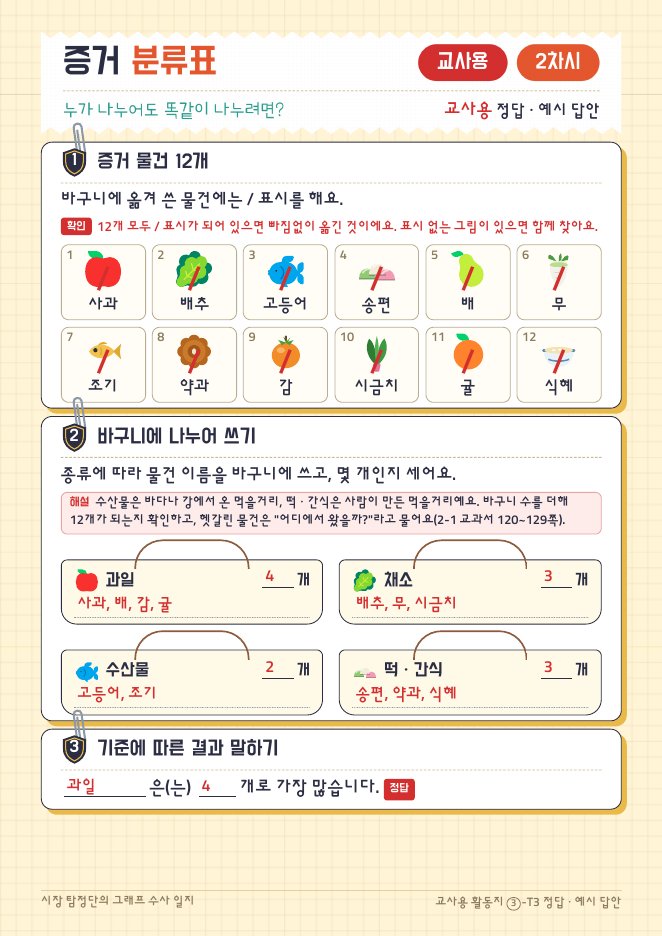 증거 분류표
교사용 2차시
누가 나누어도 똑같이 나누려면?
교사용 정답 · 예시 답안
1 증거 물건 12개
바구니에 옮겨 쓴 물건에는 / 표시를 해요.
확인 12개 모두 / 표시가 되어 있으면 빠짐없이 옮긴 것이에요. 표시 없는 그림이 있으면 함께 찾아요.
1 사과
2 배추
3 고등어
4 송편
5 배
6 무
7 조기
8 약과
9 감
10 시금치
11 귤
12 식혜
2 바구니에 나누어 쓰기
종류에 따라 물건 이름을 바구니에 쓰고, 몇 개인지 세어요.
해설 수산물은 바다나 강에서 온 먹을거리, 떡 · 간식은 사람이 만든 먹을거리예요. 바구니 수를 더해
12개가 되는지 확인하고, 헷갈린 물건은 "어디에서 왔을까?"라고 물어요(2-1 교과서 120~129쪽).
과일 4 개
사과, 배, 감, 귤
채소 3 개
배추, 무, 시금치
수산물 2 개
고등어, 조기
떡 · 간식 3 개
송편, 약과, 식혜
3 기준에 따른 결과 말하기
과일 은(는) 4 개로 가장 많습니다. 정답
시장 탐정단의 그래프 수사 일지
교사용 활동지 ③-T3 정답 · 예시 답안